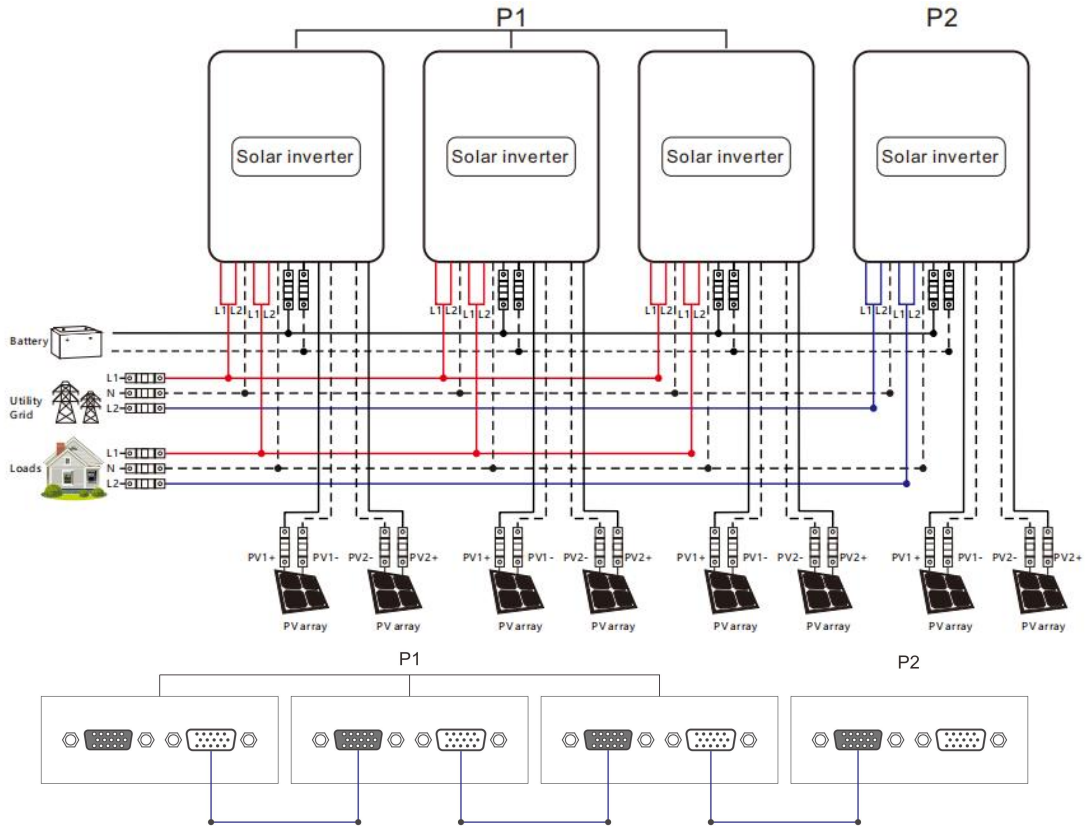 P1 P2
Solar inverter Solar inverter Solar inverter Solar inverter
L1 L2 L1 L2 L1 L2 L1 L2 L1 L2 L1 L2 L1 L2 L1 L2
Battery
L1
Utility N
Grid L2
L1
Loads N
L2
PV1+ PV1- PV2- PV2+ PV1+ PV1- PV2- PV2+ PV1+ PV1- PV2- PV2+ PV1+ PV1- PV2- PV2+
PV array PV array PV array PV array PV array PV array PV array PV array
P1 P2